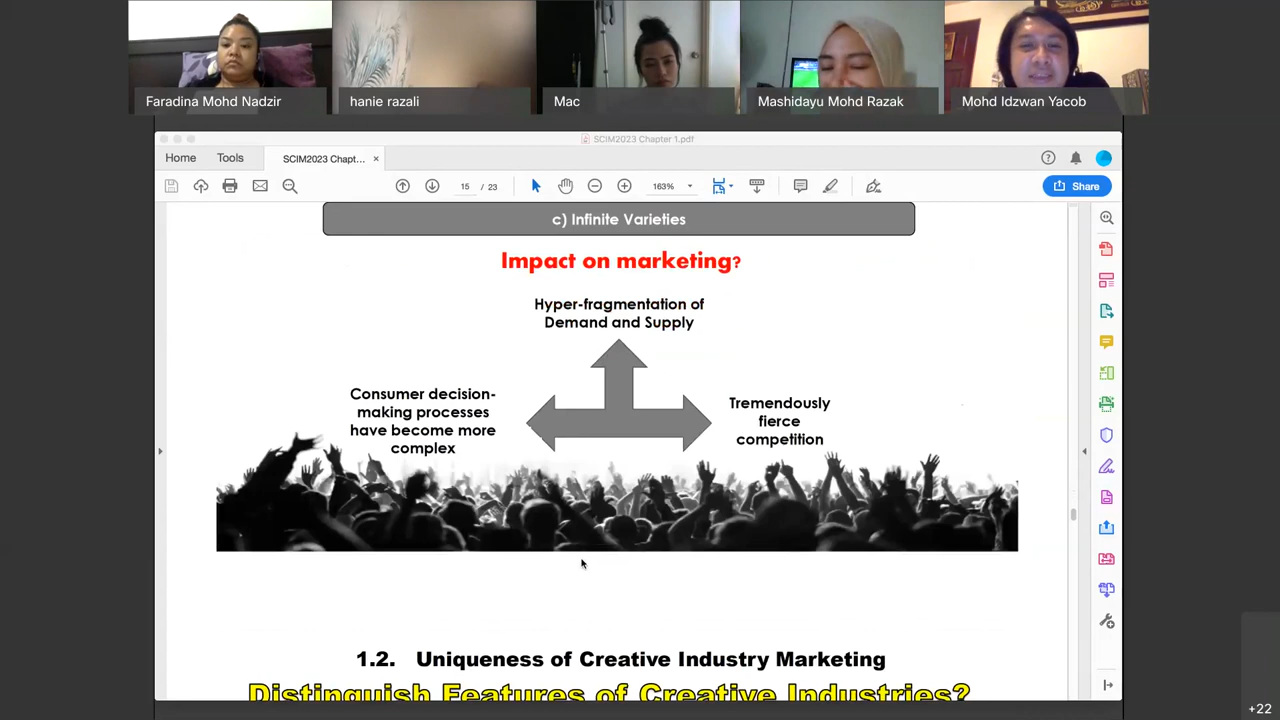 Faradina Mohd Nadzir
hanie razali
Mac
Mashidayu Mohd Razak
Mohd Idzwan Yacob
SCIM2023 Chapter 1.pdf
Home
Tools
SCIM2023 Chapt...
15 / 23
163%
Share
c) Infinite Varieties
Impact on marketing?
Hyper-fragmentation of
Demand and Supply
Consumer decision-
making processes
have become more
complex
Tremendously
fierce
competition
1.2. Uniqueness of Creative Industry Marketing
Distinguish Features of Creative Industries?
+22